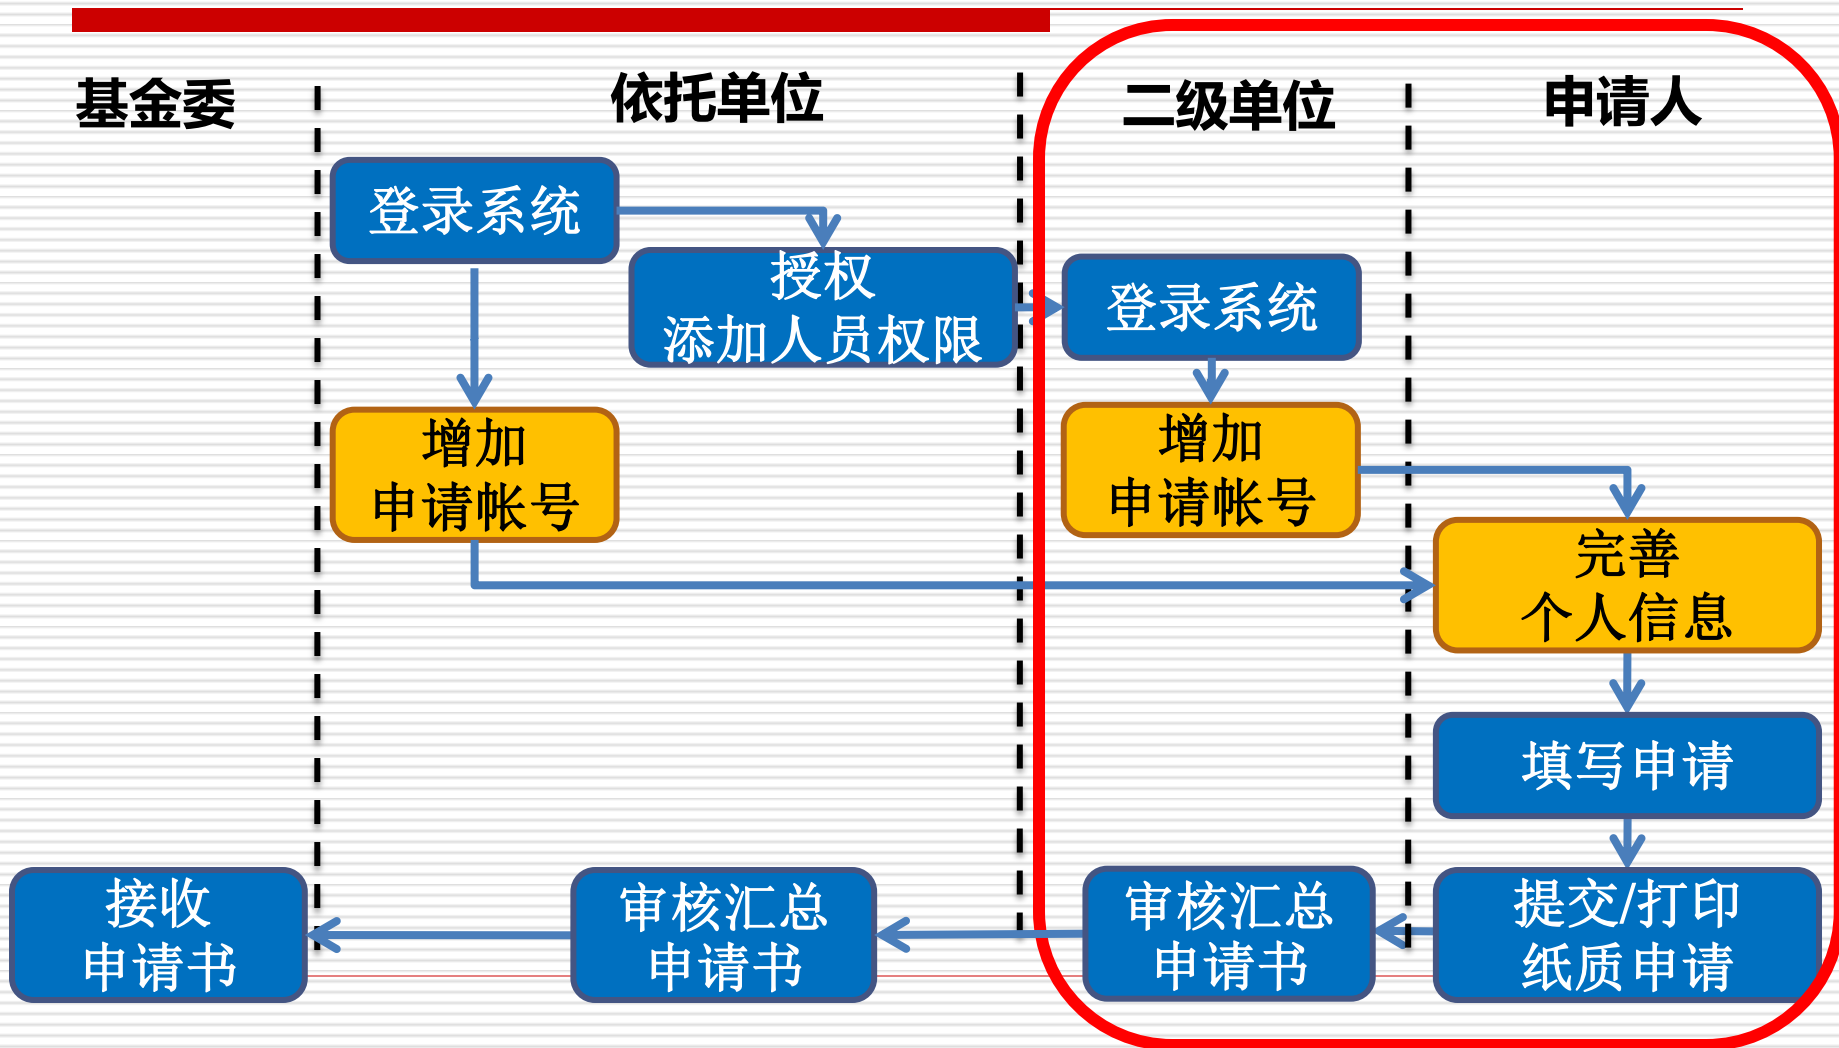 基金委
依托单位
二级单位
申请人
登录系统
授权
添加人员权限
登录系统
增加
申请帐号
增加
申请帐号
完善
个人信息
填写申请
接收
申请书
审核汇总
申请书
审核汇总
申请书
提交/打印
纸质申请